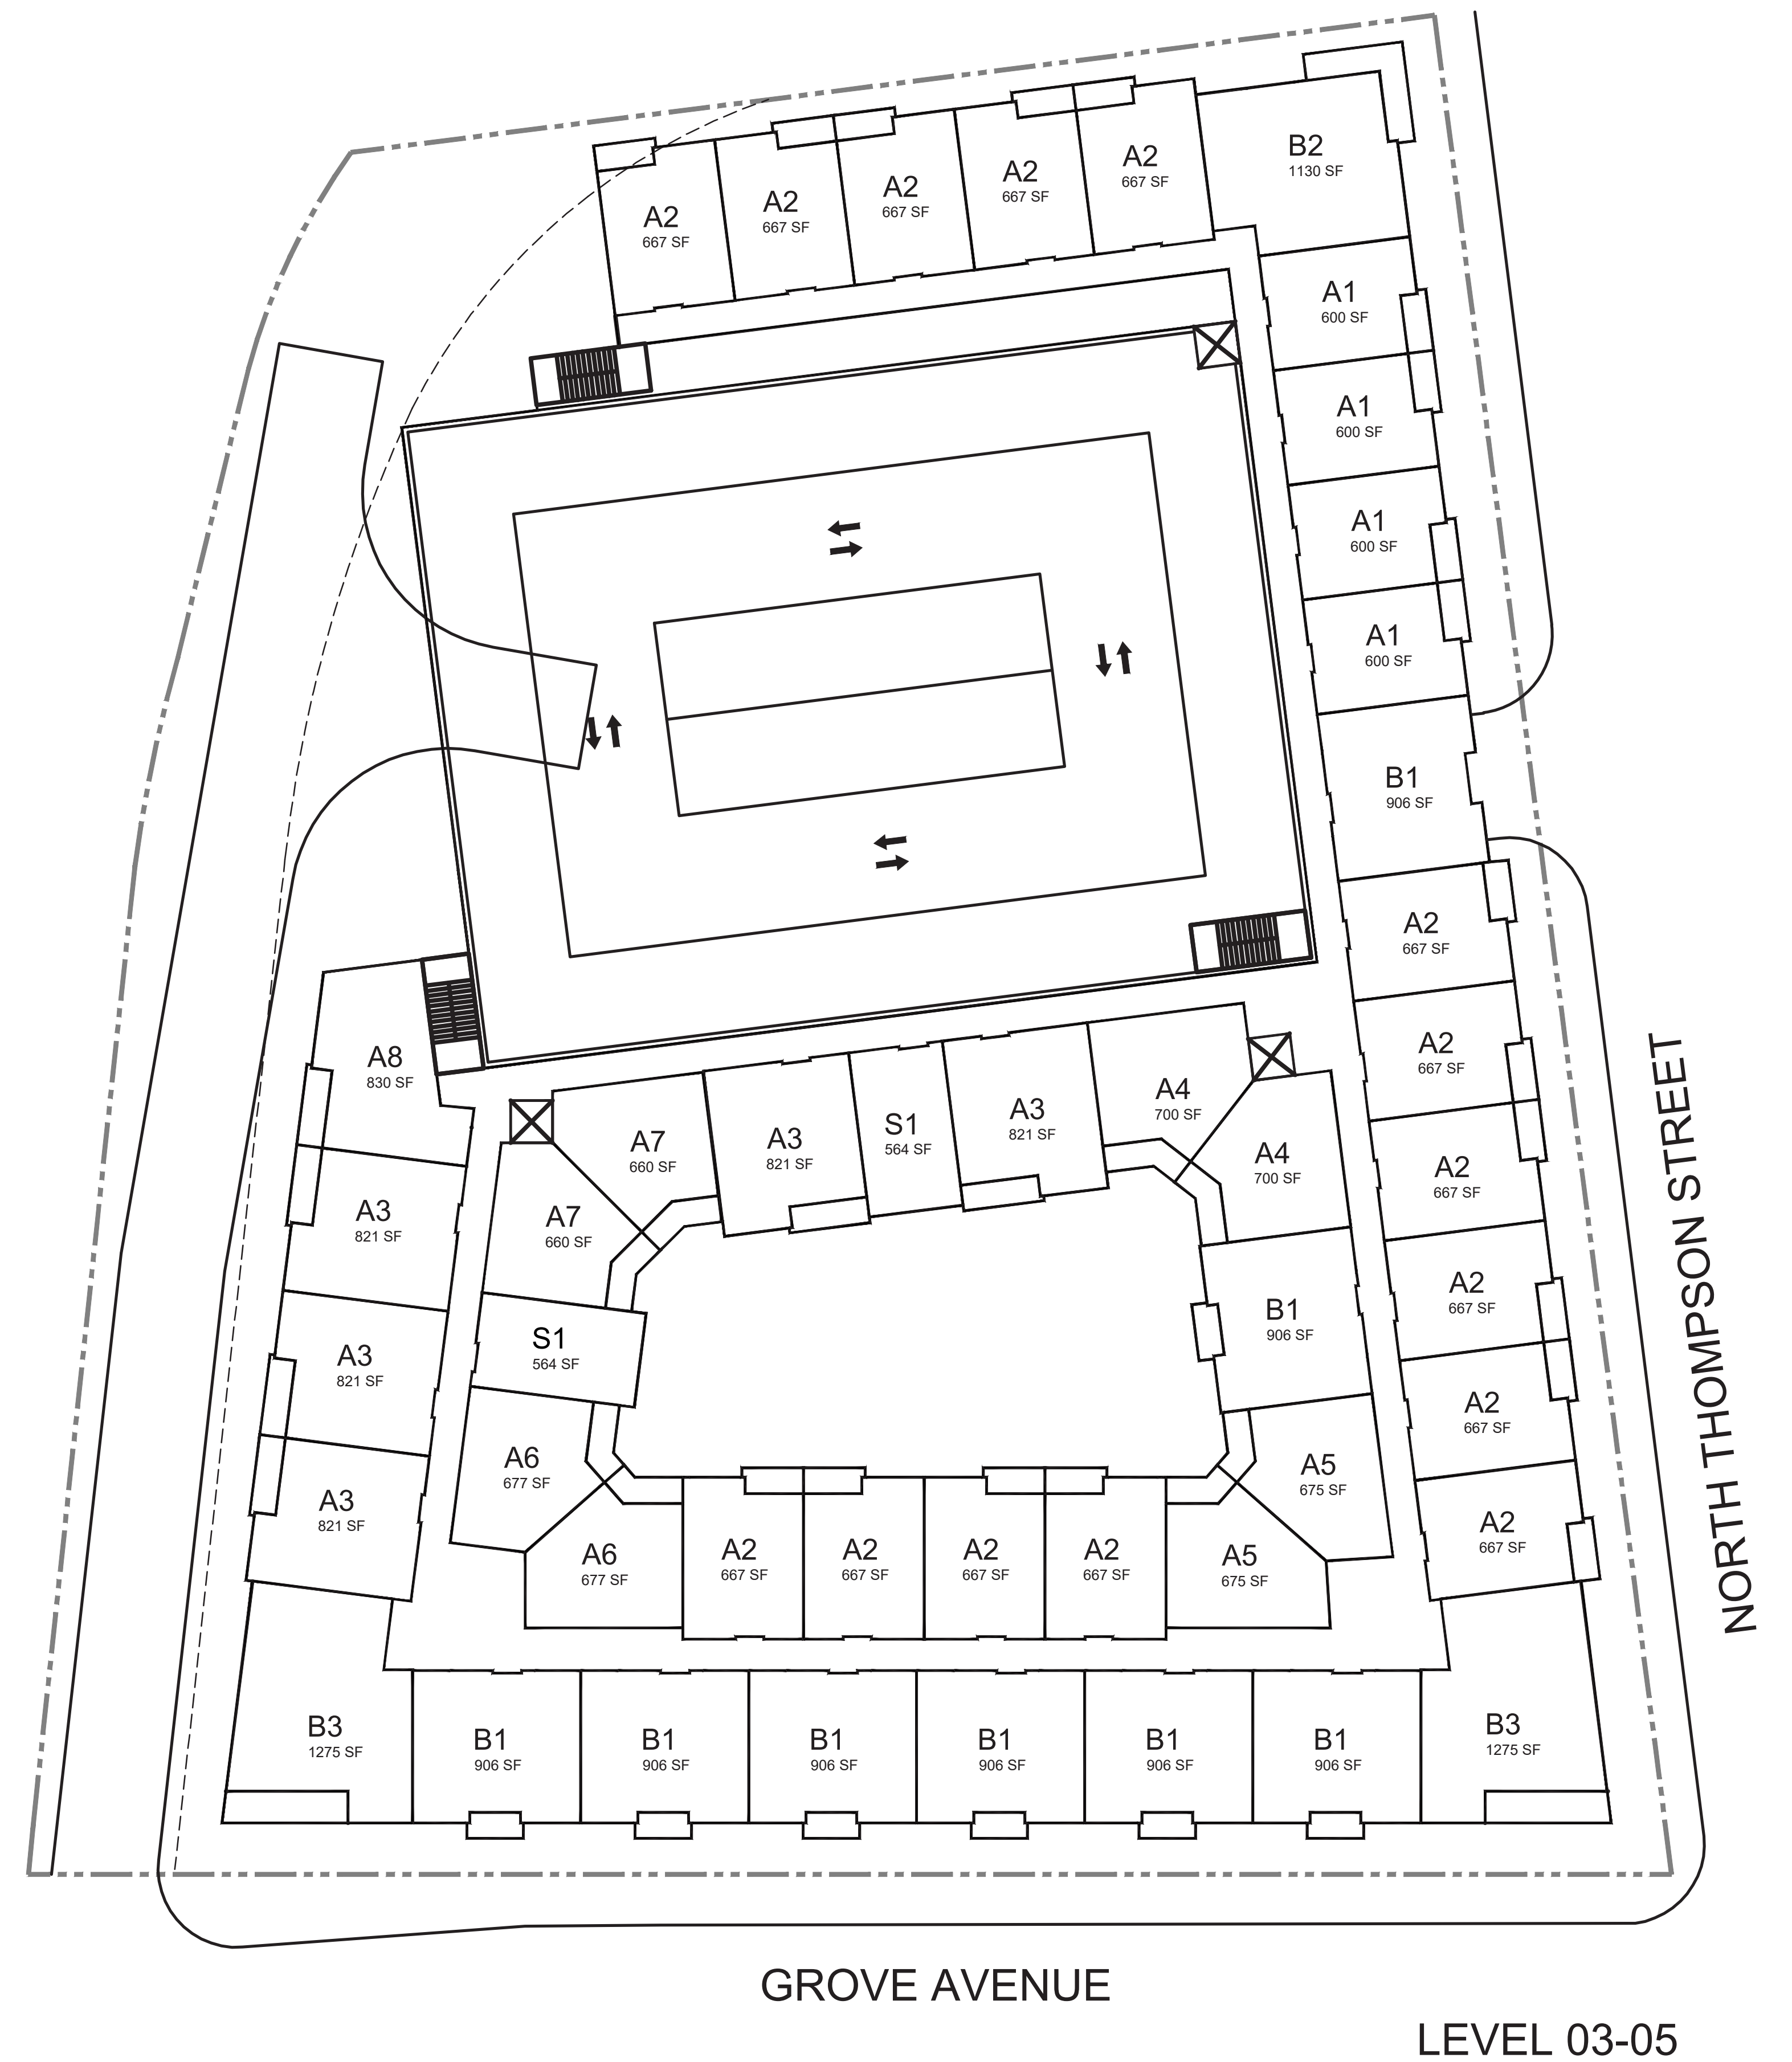 B2
1130 SF
A2
667 SF
A2
667 SF
A2
667 SF
A2
667 SF
A2
667 SF
A1
600 SF
A1
600 SF
A1
600 SF
A1
600 SF
B1
906 SF
A2
667 SF
A2
667 SF
A2
667 SF
A2
667 SF
A2
667 SF
A2
667 SF
A8
830 SF
A3
821 SF
A3
821 SF
A3
821 SF
A7
660 SF
A7
660 SF
A3
821 SF
S1
564 SF
A3
821 SF
A4
700 SF
A4
700 SF
S1
564 SF
B1
906 SF
A6
677 SF
A6
677 SF
A2
667 SF
A2
667 SF
A2
667 SF
A2
667 SF
A5
675 SF
A5
675 SF
B3
1275 SF
B1
906 SF
B1
906 SF
B1
906 SF
B1
906 SF
B1
906 SF
B1
906 SF
B3
1275 SF
NORTH THOMPSON STREET
GROVE AVENUE
LEVEL 03-05